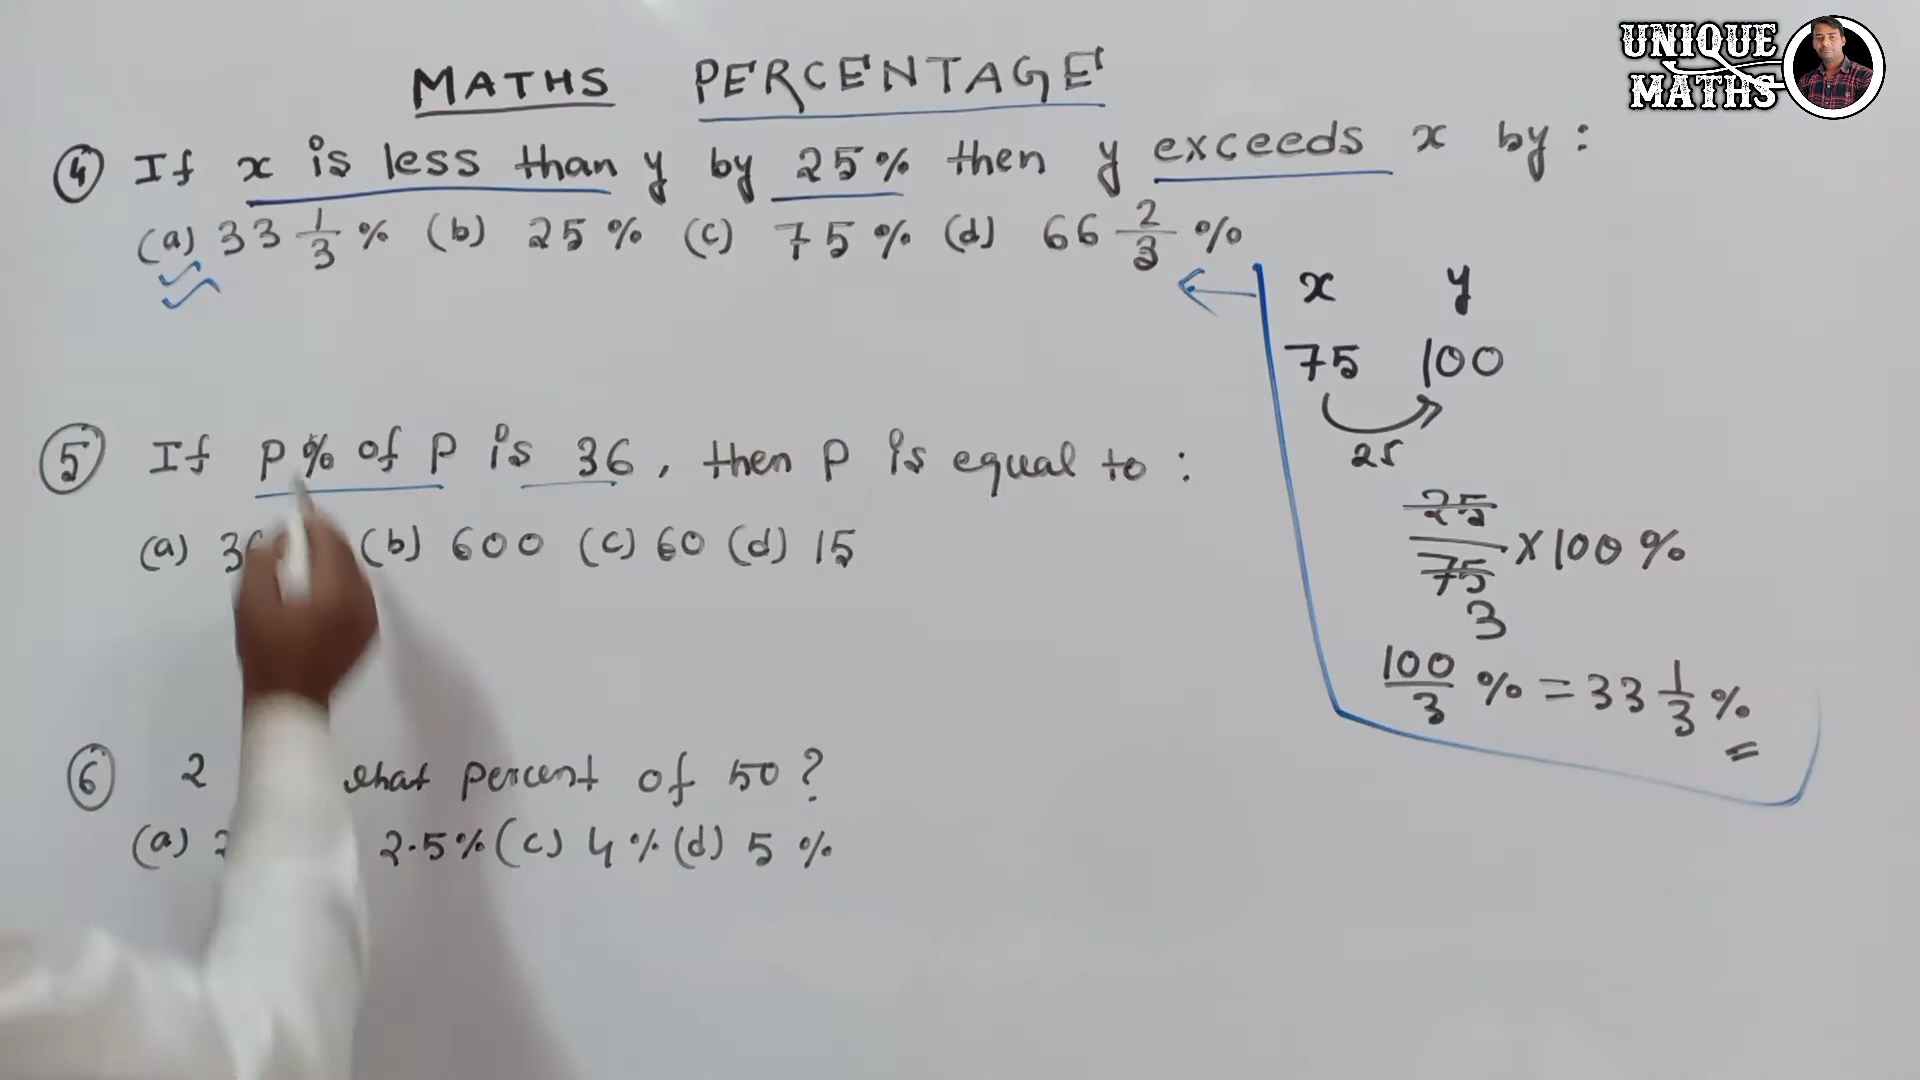 UNIQUE
MATHS
MATHS PERCENTAGE
④ If x is less than y by 25% then y exceeds x by :
(a) 33 1/3 % (b) 25 % (c) 75 % (d) 66 2/3 %
x y
75 100
25
⑤ If P% of P is 36 , then P is equal to :
(a) (b) 600 (c) 60 (d) 15
25/75 × 100 %
3
100/3 % = 33 1/3 %
⑥ 2 what percent of 50 ?
(a) 2.5% (c) 4 % (d) 5 %